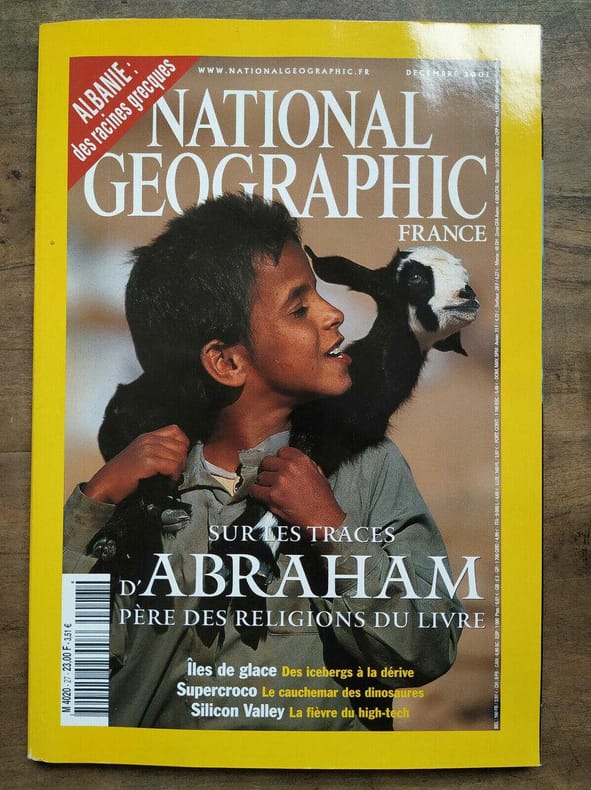 ALBANIE :
des racines grecques
WWW.NATIONALGEOGRAPHIC.FR
DÉCEMBRE 2001
NATIONAL
GEOGRAPHIC
FRANCE
SUR LES TRACES
D'ABRAHAM
PÈRE DES RELIGIONS DU LIVRE
Îles de glace Des icebergs à la dérive
Supercroco Le cauchemar des dinosaures
Silicon Valley La fièvre du high-tech
M 4020 - 27 - 23,00 F - 3,51 €